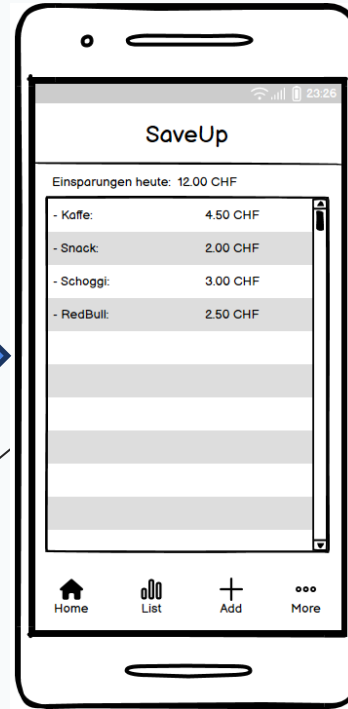 23:26
SaveUp
Einsparungen heute: 12.00 CHF
- Kaffe: 4.50 CHF
- Snack: 2.00 CHF
- Schoggi: 3.00 CHF
- RedBull: 2.50 CHF
Home List Add More